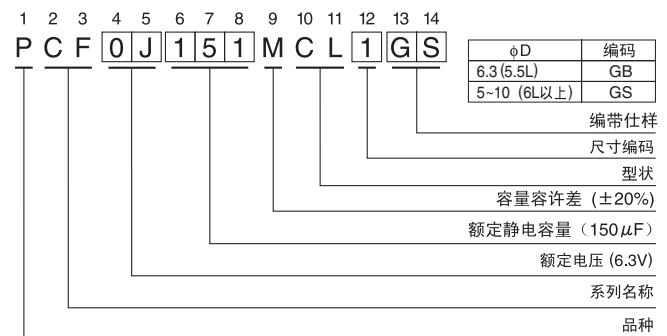 1 2 3 4 5 6 7 8 9 10 11 12 13 14
P C F 0 J 1 5 1 M C L 1 G S
φD 编码
6.3 (5.5L) GB
5~10 (6L以上) GS
编带仕样
尺寸编码
型状
容量容许差 (±20%)
额定静电容量（150μF）
额定电压 (6.3V)
系列名称
品种